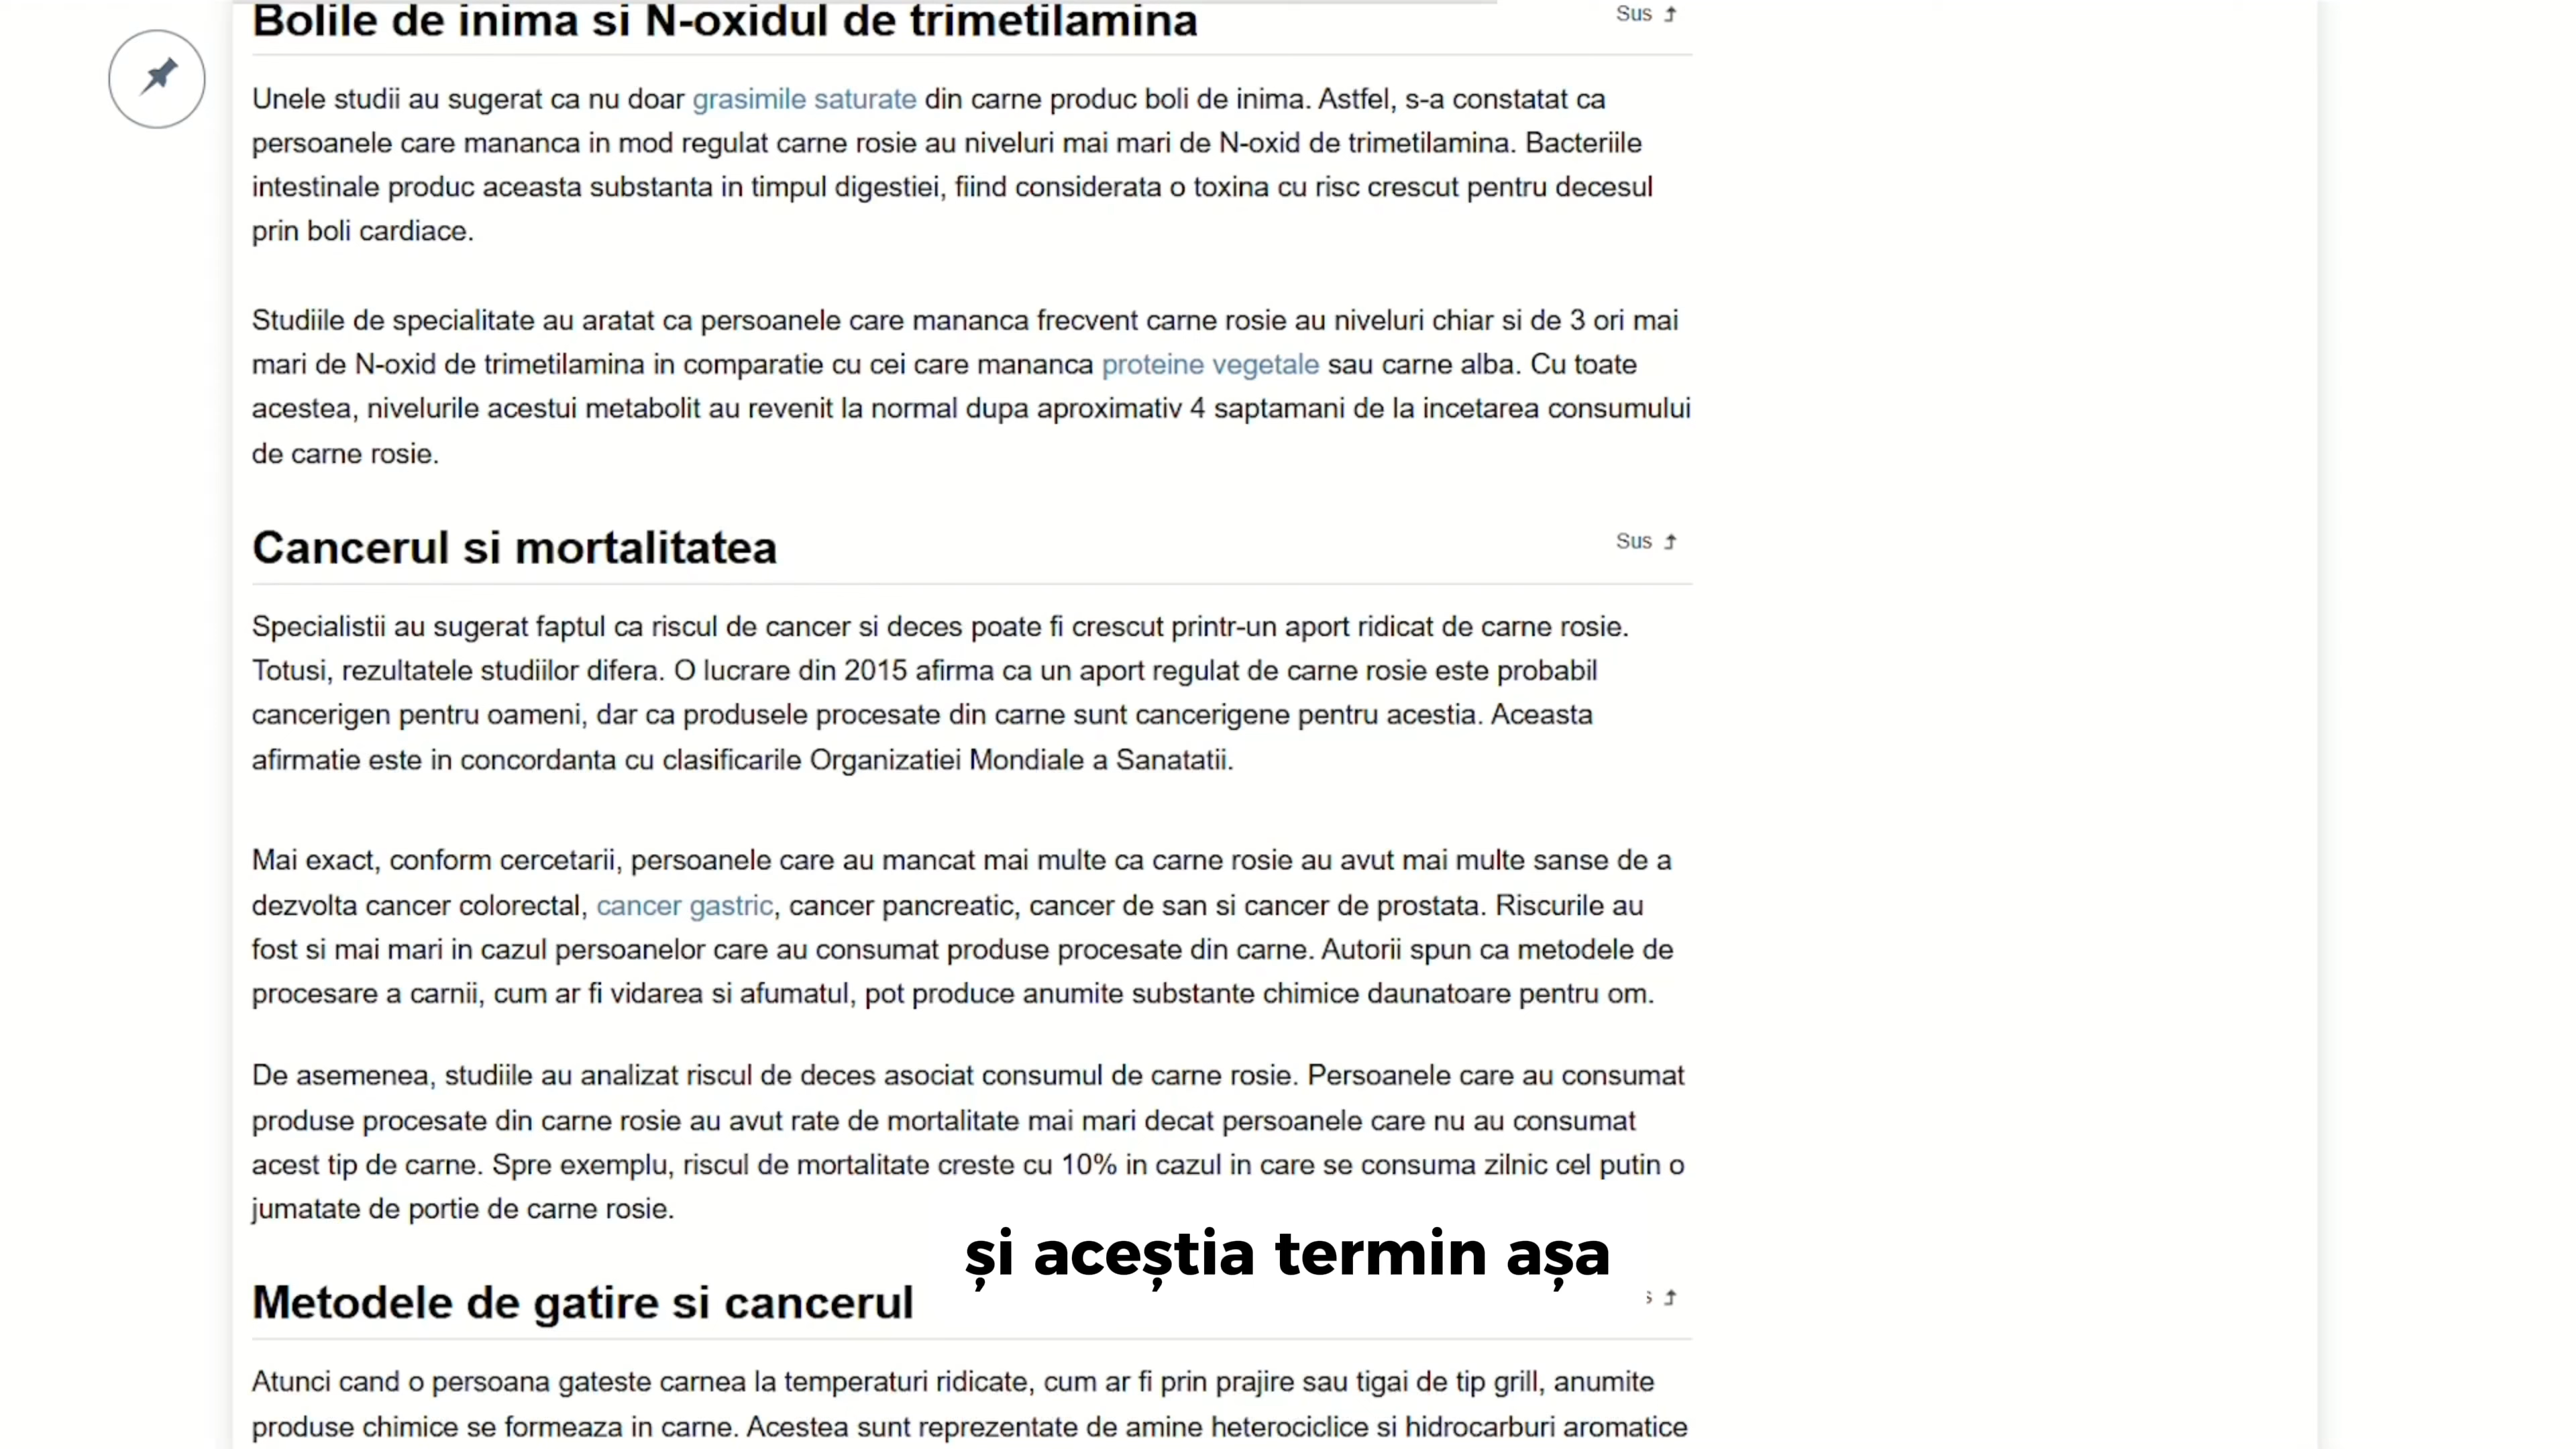 Bolile de inima si N-oxidul de trimetilamina
Sus
Unele studii au sugerat ca nu doar grasimile saturate din carne produc boli de inima. Astfel, s-a constatat ca
persoanele care mananca in mod regulat carne rosie au niveluri mai mari de N-oxid de trimetilamina. Bacteriile
intestinale produc aceasta substanta in timpul digestiei, fiind considerata o toxina cu risc crescut pentru decesul
prin boli cardiace.
Studiile de specialitate au aratat ca persoanele care mananca frecvent carne rosie au niveluri chiar si de 3 ori mai
mari de N-oxid de trimetilamina in comparatie cu cei care mananca proteine vegetale sau carne alba. Cu toate
acestea, nivelurile acestui metabolit au revenit la normal dupa aproximativ 4 saptamani de la incetarea consumului
de carne rosie.
Cancerul si mortalitatea
Sus
Specialistii au sugerat faptul ca riscul de cancer si deces poate fi crescut printr-un aport ridicat de carne rosie.
Totusi, rezultatele studiilor difera. O lucrare din 2015 afirma ca un aport regulat de carne rosie este probabil
cancerigen pentru oameni, dar ca produsele procesate din carne sunt cancerigene pentru acestia. Aceasta
afirmatie este in concordanta cu clasificarile Organizatiei Mondiale a Sanatatii.
Mai exact, conform cercetarii, persoanele care au mancat mai multe ca carne rosie au avut mai multe sanse de a
dezvolta cancer colorectal, cancer gastric, cancer pancreatic, cancer de san si cancer de prostata. Riscurile au
fost si mai mari in cazul persoanelor care au consumat produse procesate din carne. Autorii spun ca metodele de
procesare a carnii, cum ar fi vidarea si afumatul, pot produce anumite substante chimice daunatoare pentru om.
De asemenea, studiile au analizat riscul de deces asociat consumul de carne rosie. Persoanele care au consumat
produse procesate din carne rosie au avut rate de mortalitate mai mari decat persoanele care nu au consumat
acest tip de carne. Spre exemplu, riscul de mortalitate creste cu 10% in cazul in care se consuma zilnic cel putin o
jumatate de portie de carne rosie.
și aceștia termin așa
Metodele de gatire si cancerul
Atunci cand o persoana gateste carnea la temperaturi ridicate, cum ar fi prin prajire sau tigai de tip grill, anumite
produse chimice se formeaza in carne. Acestea sunt reprezentate de amine heterociclice si hidrocarburi aromatice